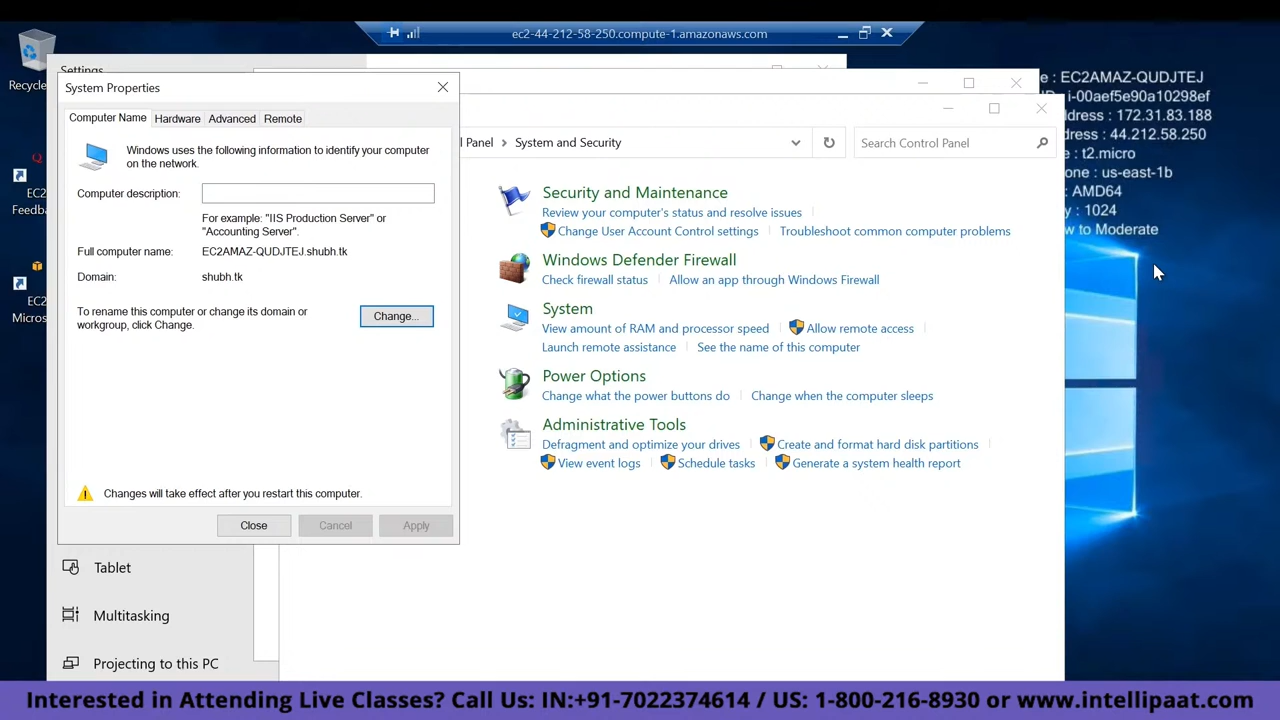 ec2-44-212-58-250.compute-1.amazonaws.com
Recycle
EC2
Feedba
EC2
Micros
Settings
System Properties
Computer Name
Hardware
Advanced
Remote
Windows uses the following information to identify your computer
on the network.
Computer description:
For example: "IIS Production Server" or
"Accounting Server".
Full computer name: EC2AMAZ-QUDJTEJ.shubh.tk
Domain: shubh.tk
To rename this computer or change its domain or
workgroup, click Change.
Change...
Changes will take effect after you restart this computer.
Close
Cancel
Apply
Tablet
Multitasking
Projecting to this PC
l Panel > System and Security
Search Control Panel
Security and Maintenance
Review your computer's status and resolve issues
Change User Account Control settings
Troubleshoot common computer problems
Windows Defender Firewall
Check firewall status
Allow an app through Windows Firewall
System
View amount of RAM and processor speed
Allow remote access
Launch remote assistance
See the name of this computer
Power Options
Change what the power buttons do
Change when the computer sleeps
Administrative Tools
Defragment and optimize your drives
Create and format hard disk partitions
View event logs
Schedule tasks
Generate a system health report
e : EC2AMAZ-QUDJTEJ
: i-00aef5e90a10298ef
ddress : 172.31.83.188
ddress : 44.212.58.250
e : t2.micro
one : us-east-1b
: AMD64
y : 1024
w to Moderate
Interested in Attending Live Classes? Call Us: IN:+91-7022374614 / US: 1-800-216-8930 or www.intellipaat.com